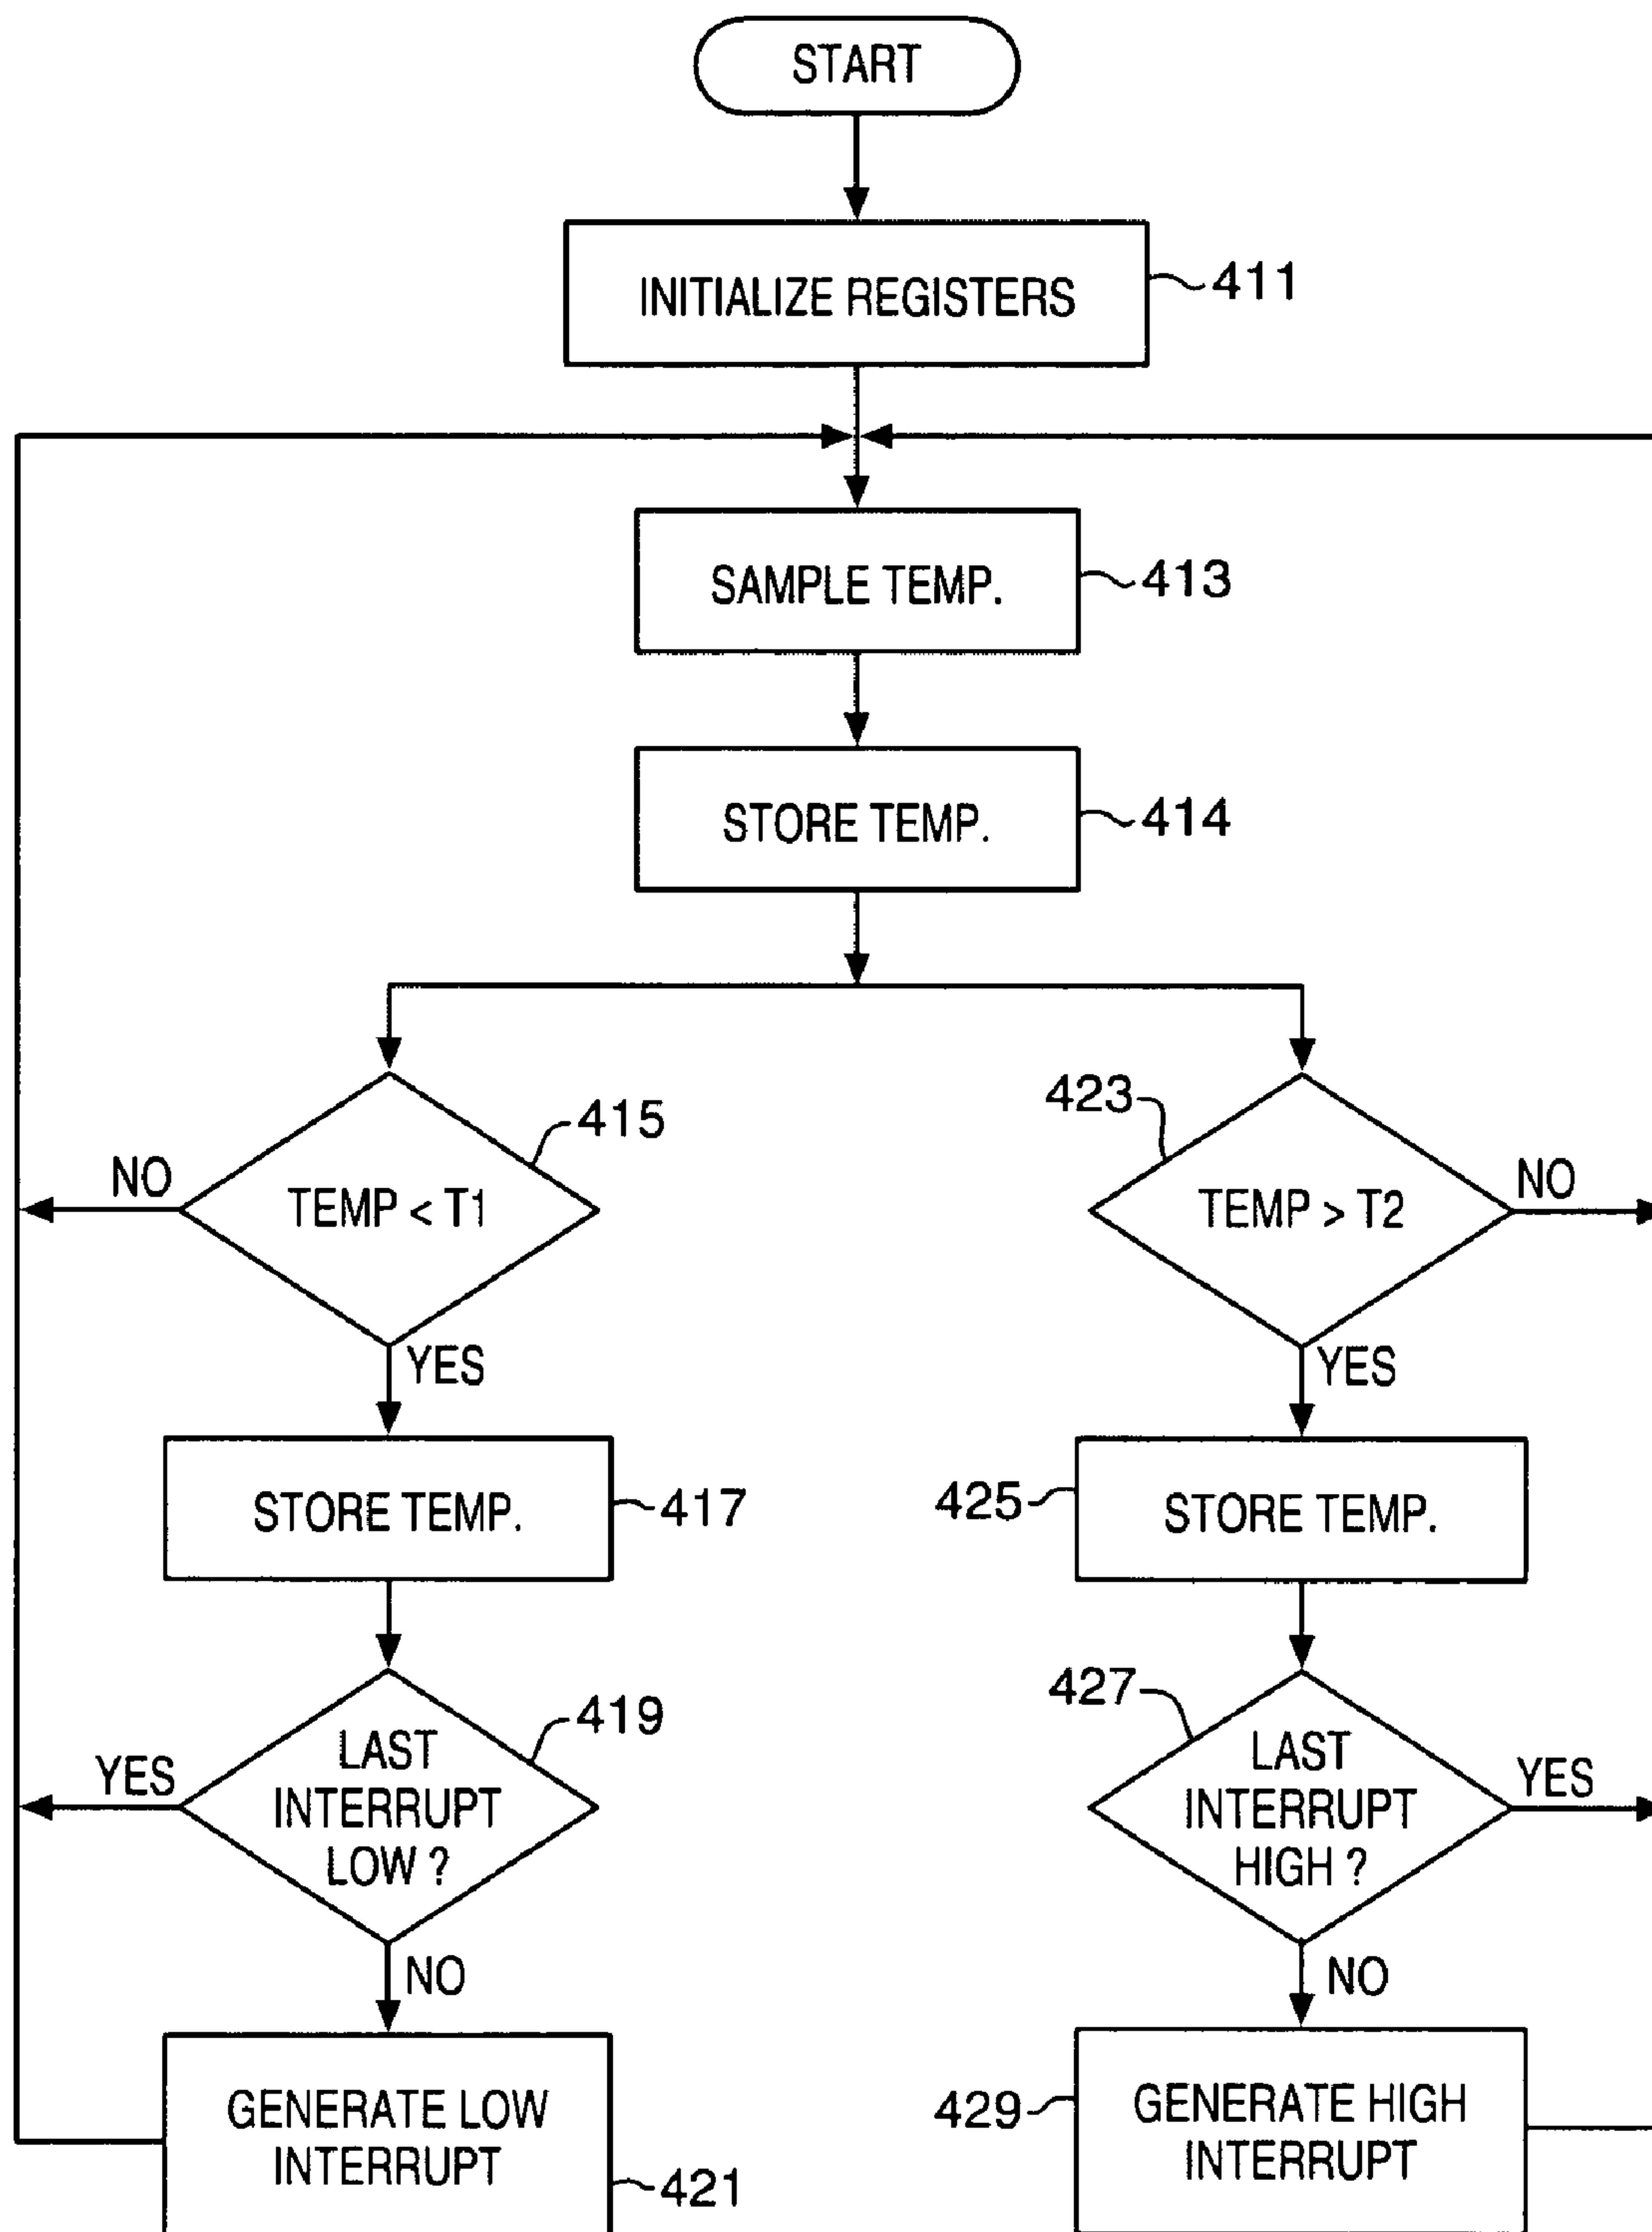 START
INITIALIZE REGISTERS
411
SAMPLE TEMP.
413
STORE TEMP.
414
415
TEMP < T1
NO
YES
423
TEMP > T2
NO
YES
STORE TEMP.
417
425
STORE TEMP.
419
LAST
INTERRUPT
LOW ?
YES
NO
427
LAST
INTERRUPT
HIGH ?
YES
NO
GENERATE LOW
INTERRUPT
421
429
GENERATE HIGH
INTERRUPT